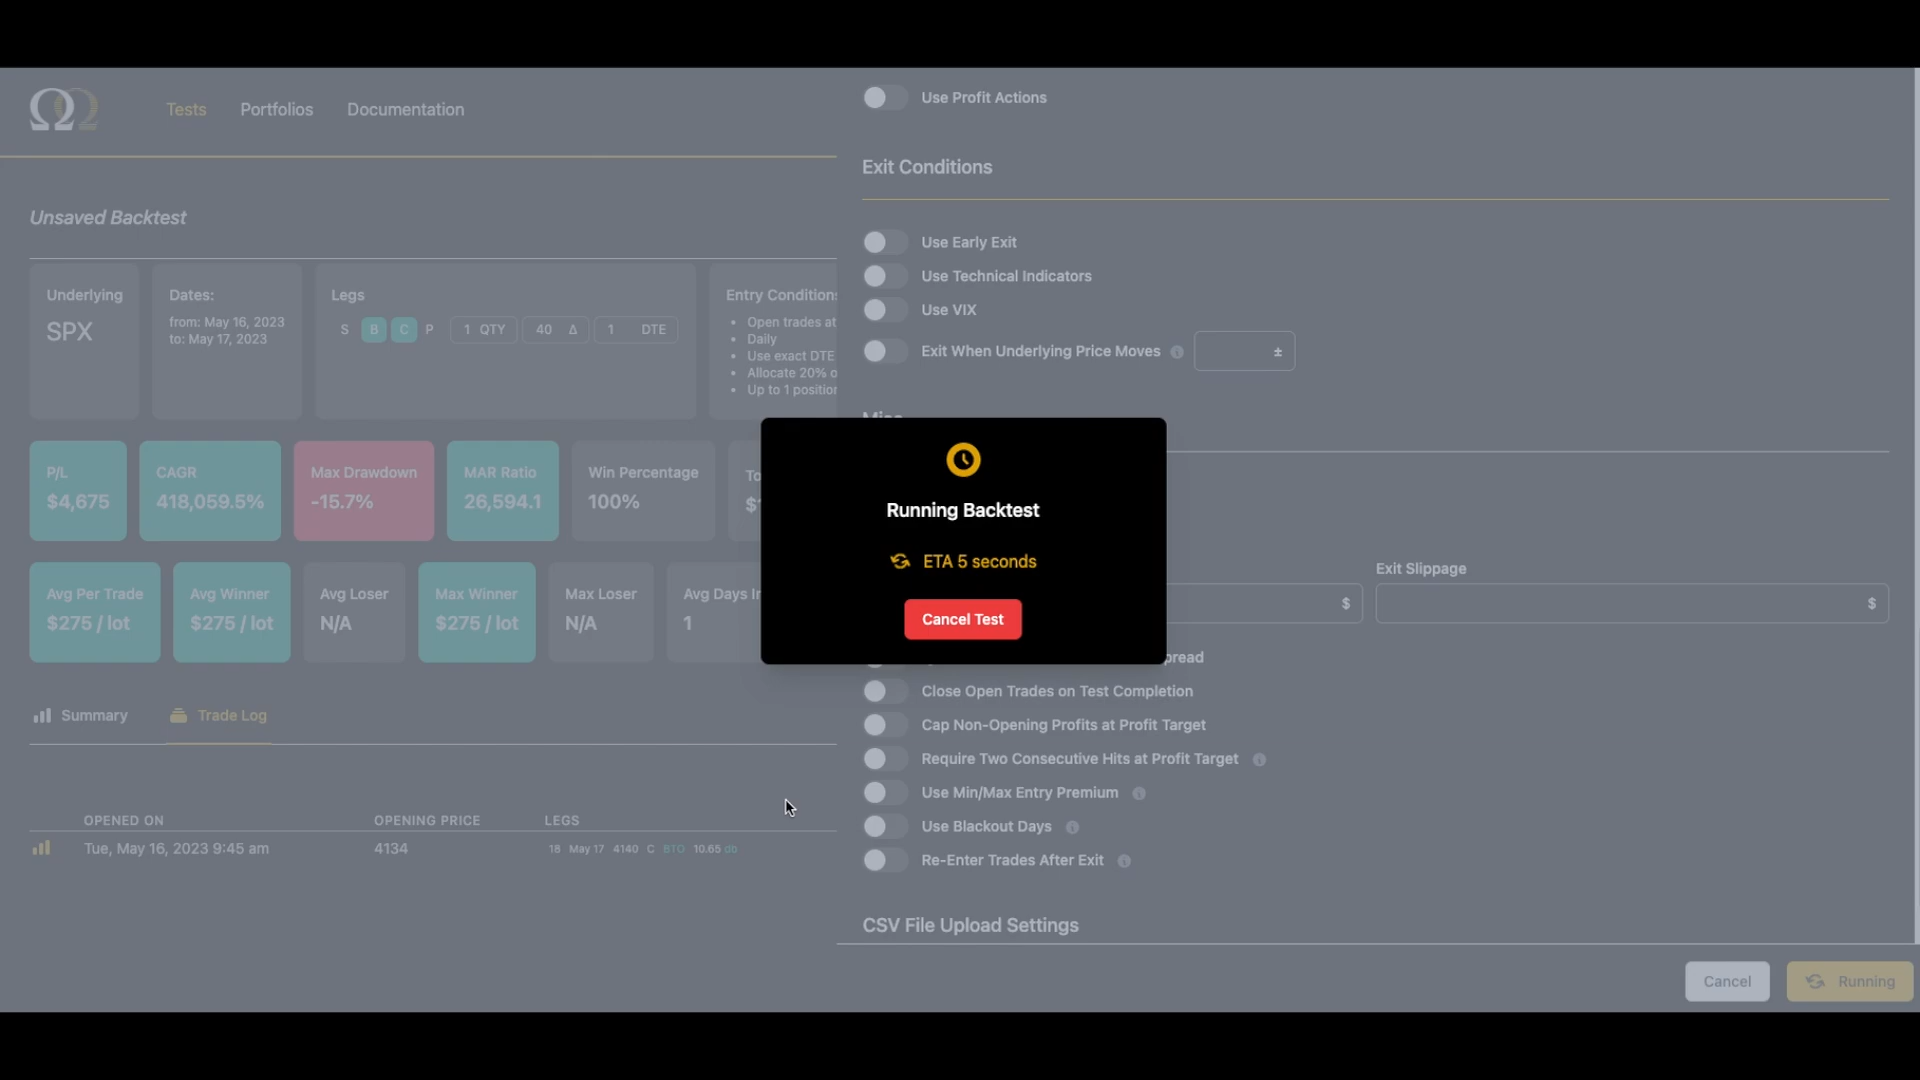 Tests Portfolios Documentation
Unsaved Backtest
Underlying
SPX
Dates:
from: May 16, 2023
to: May 17, 2023
Legs
S B C P 1 QTY 40 Δ 1 DTE
Entry Conditions
• Open trades at
• Daily
• Use exact DTE
• Allocate 20%
• Up to 1
P/L
$4,675
CAGR
418,059.5%
Max Drawdown
-15.7%
MAR Ratio
26,594.1
Win Percentage
100%
Avg Per Trade
$275 / lot
Avg Winner
$275 / lot
Avg Loser
N/A
Max Winner
$275 / lot
Max Loser
N/A
Avg Days
1
Summary
Trade Log
OPENED ON OPENING PRICE LEGS
Tue, May 16, 2023 9:45 am 4134 18 May 17 4140 C BTO 10.65 db
Use Profit Actions
Exit Conditions
Use Early Exit
Use Technical Indicators
Use VIX
Exit When Underlying Price Moves ±
Running Backtest
ETA 5 seconds
Cancel Test
$
Exit Slippage
$
Close Open Trades on Test Completion
Cap Non-Opening Profits at Profit Target
Require Two Consecutive Hits at Profit Target
Use Min/Max Entry Premium
Use Blackout Days
Re-Enter Trades After Exit
CSV File Upload Settings
Cancel
Running